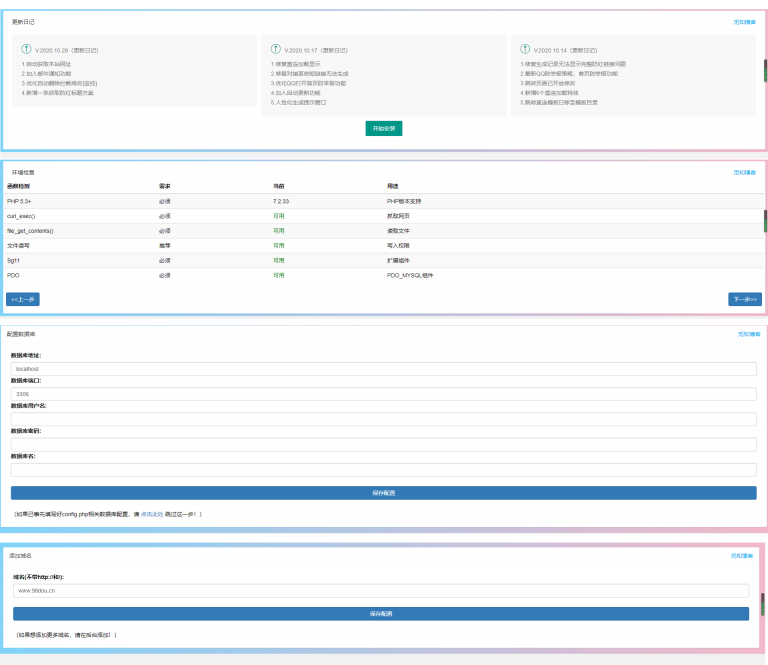 更新日记
觅知博客
V.2020.10.26（更新日记）
1.自动获取本站网址
2.加入邮件通知功能
3.优化自动删除拦截域名[监控]
4.新增一条获取防红标题方案
V.2020.10.17（更新日记）
1.修复直连加载显示
2.修复对接某短链接无法生成
3.优化QQ打开首页防举报功能
4.加入自动更新功能
5.人性化生成提示窗口
V.2020.10.14（更新日记）
1.修复生成记录无法显示完整防红链接问题
2.最新QQ防举报策略，首页防举报功能
3.跳转页面已开放修改
4.新增6个直连加载特效
5.跳转直连模板已移至模板目录
开始安装
环境检查
觅知博客
函数检测 需求 当前 用途
PHP 5.3+ 必须 7.2.33 PHP版本支持
curl_exec() 必须 可用 抓取网页
file_get_contents() 必须 可用 读取文件
文件读写 推荐 可用 写入权限
Sg11 必须 可用 扩展组件
PDO 必须 可用 PDO_MYSQL组件
<<上一步
下一步>>
配置数据库
觅知博客
数据库地址:
localhost
数据库端口:
3306
数据库用户名:
数据库密码:
数据库名:
保存配置
（如果已事先填写好config.php相关数据库配置，请 点击此处 跳过这一步！）
添加域名
觅知博客
域名(不带http://和/):
www.98dou.cn
保存配置
（如果想添加更多域名，请在后台添加！）